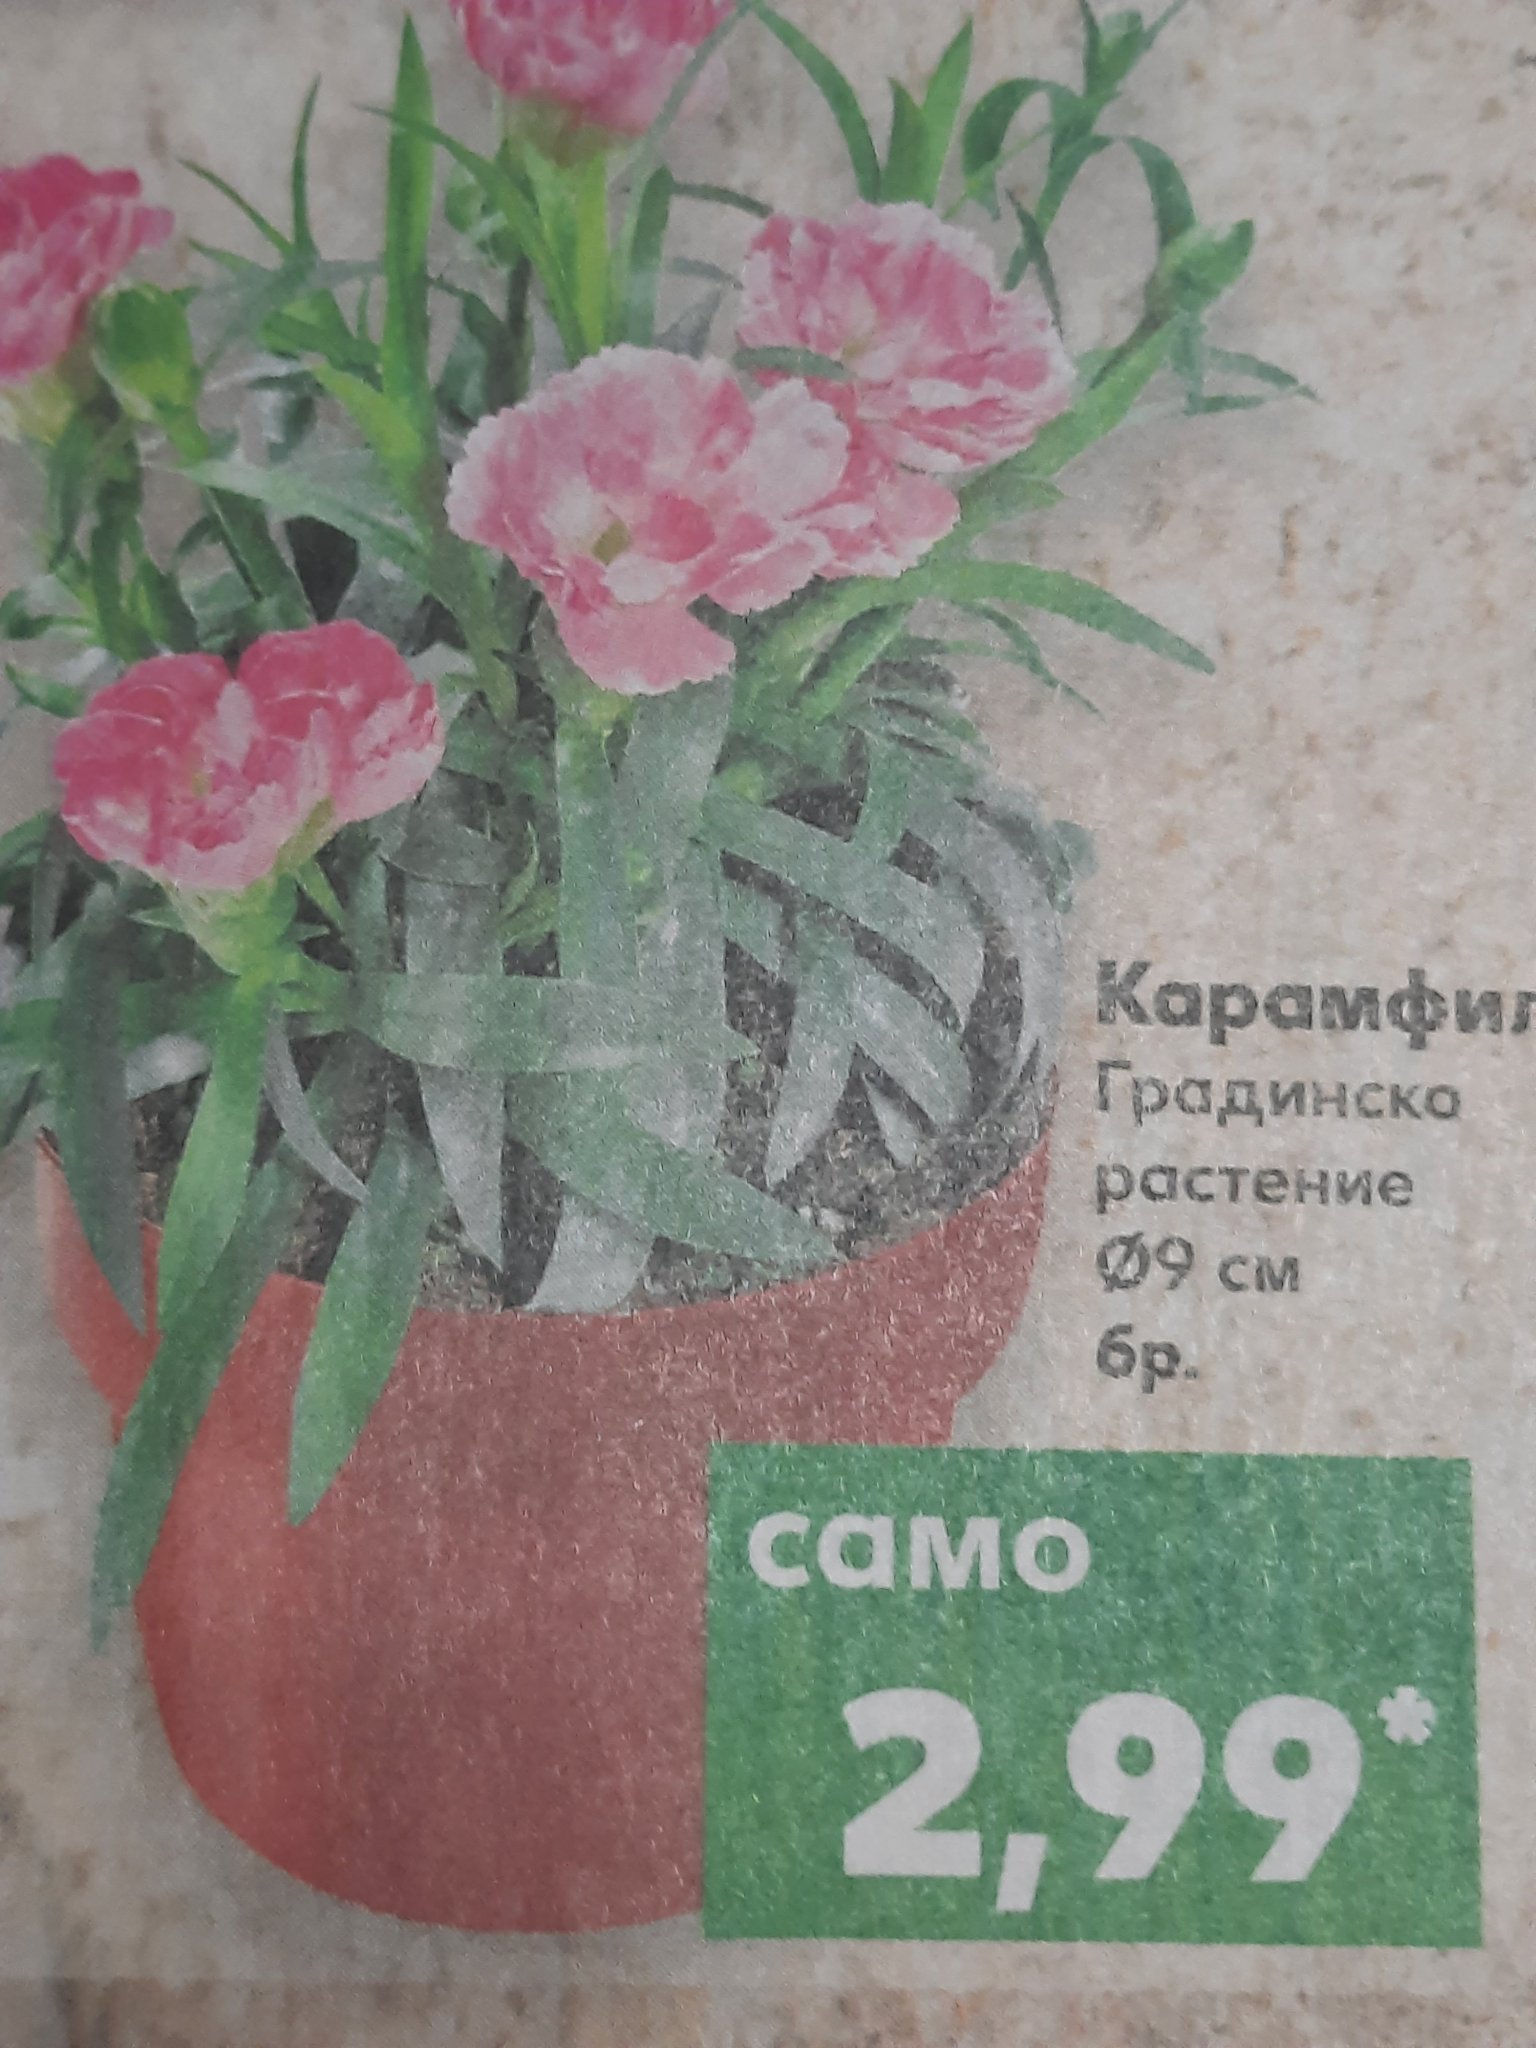 Карамфил
Градинско
растение
Ø9 см
бр.
само
2,99*